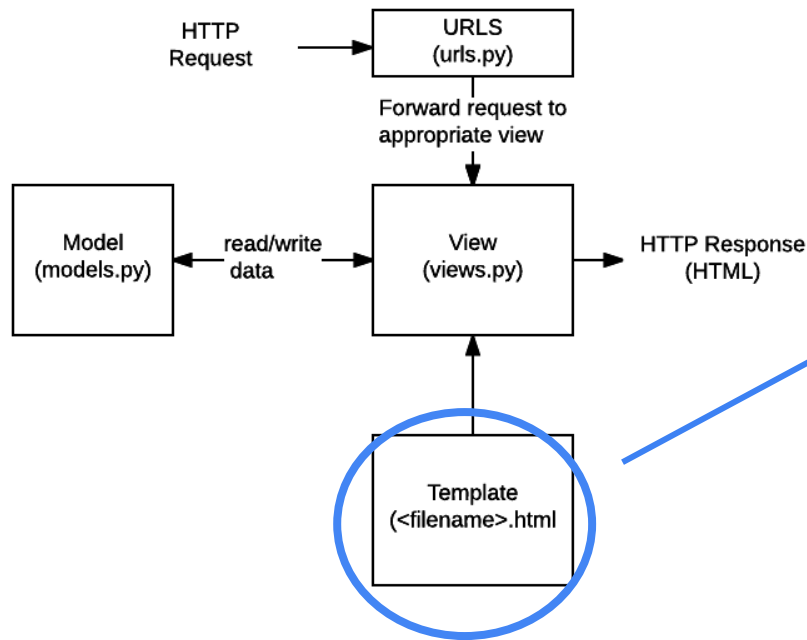 HTTP
Request
URLS
(urls.py)
Forward request to
appropriate view
Model
(models.py)
read/write
data
View
(views.py)
HTTP Response
(HTML)
Template
(<filename>.html